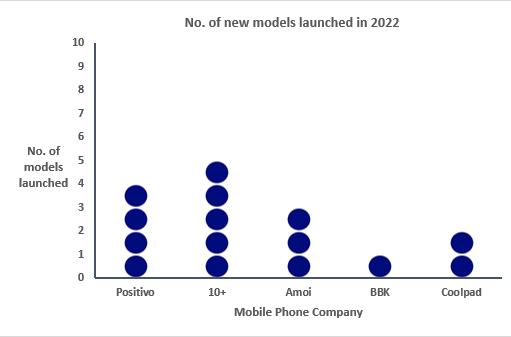 No. of new models launched in 2022
10
9
8
7
6
5
4
3
2
1
0
No. of
models
launched
Positivo
10+
Amoi
BBK
Coolpad
Mobile Phone Company